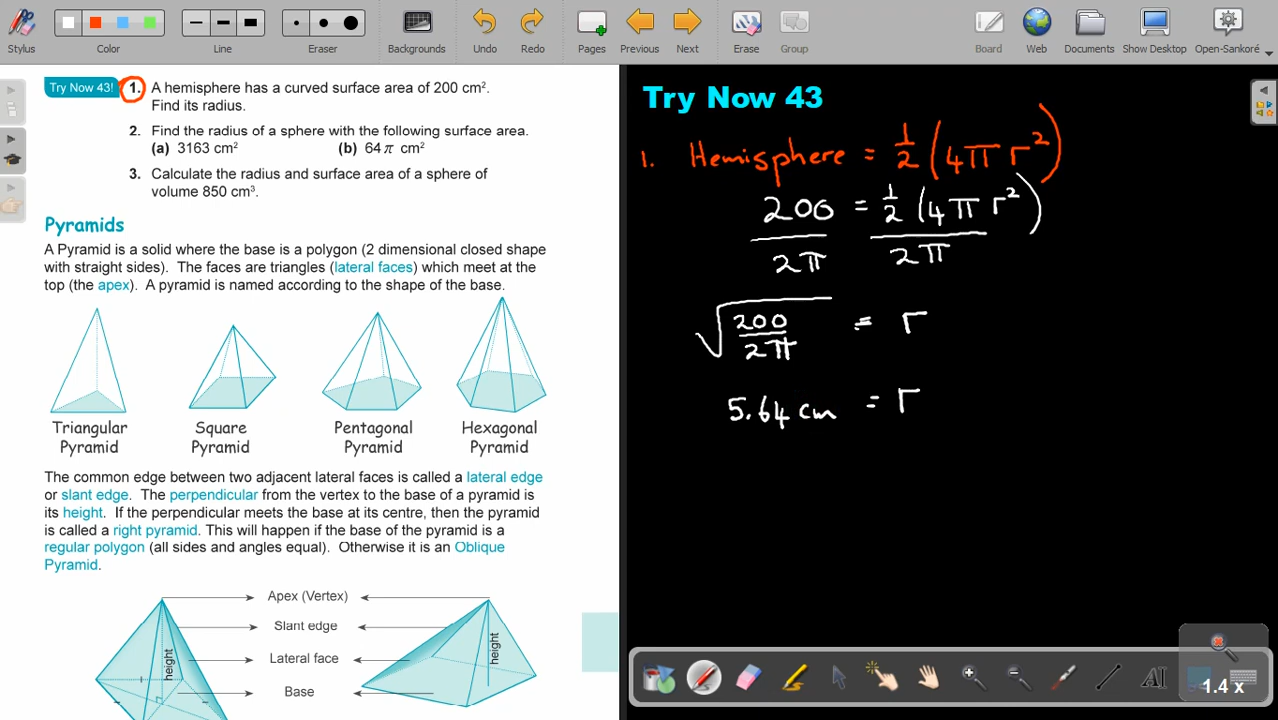 Stylus Color Line Eraser Backgrounds Undo Redo Pages Previous Next Erase Group Board Web Documents Show Desktop Open-Sankoré
Try Now 43! 1. A hemisphere has a curved surface area of 200 cm².
Find its radius.
2. Find the radius of a sphere with the following surface area.
(a) 3163 cm² (b) 64π cm²
3. Calculate the radius and surface area of a sphere of
volume 850 cm³.
Pyramids
A Pyramid is a solid where the base is a polygon (2 dimensional closed shape
with straight sides). The faces are triangles (lateral faces) which meet at the
top (the apex). A pyramid is named according to the shape of the base.
Triangular
Pyramid
Square
Pyramid
Pentagonal
Pyramid
Hexagonal
Pyramid
The common edge between two adjacent lateral faces is called a lateral edge
or slant edge. The perpendicular from the vertex to the base of a pyramid is
its height. If the perpendicular meets the base at its centre, then the pyramid
is called a right pyramid. This will happen if the base of the pyramid is a
regular polygon (all sides and angles equal). Otherwise it is an Oblique
Pyramid.
Apex (Vertex)
Slant edge
Lateral face
Base
height
height
Try Now 43
1. Hemisphere = 1/2 (4π r²)
200 = 1/2 (4π r²)
2π 2π
√200/2π = r
5.64 cm = r
1.4 x